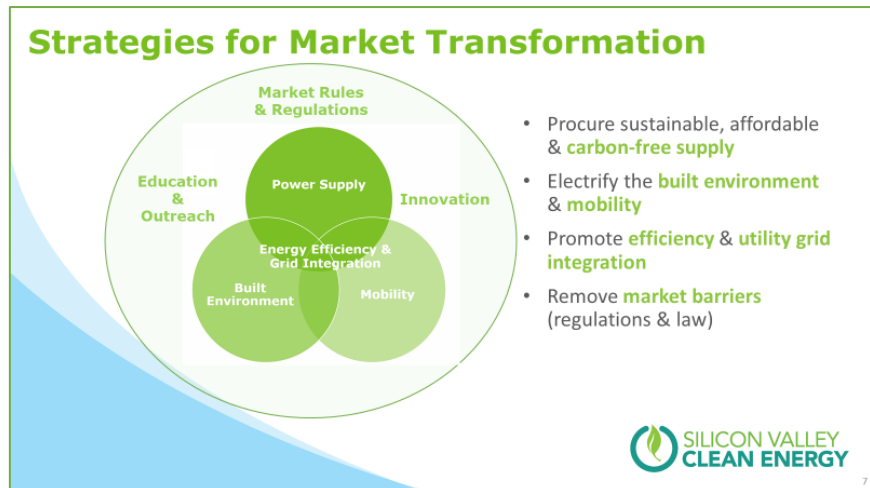 Strategies for Market Transformation
Market Rules
& Regulations
Education
&
Outreach
Innovation
Power Supply
Energy Efficiency &
Grid Integration
Built
Environment
Mobility
• Procure sustainable, affordable
& carbon-free supply
• Electrify the built environment
& mobility
• Promote efficiency & utility grid
integration
• Remove market barriers
(regulations & law)
SILICON VALLEY
CLEAN ENERGY
7